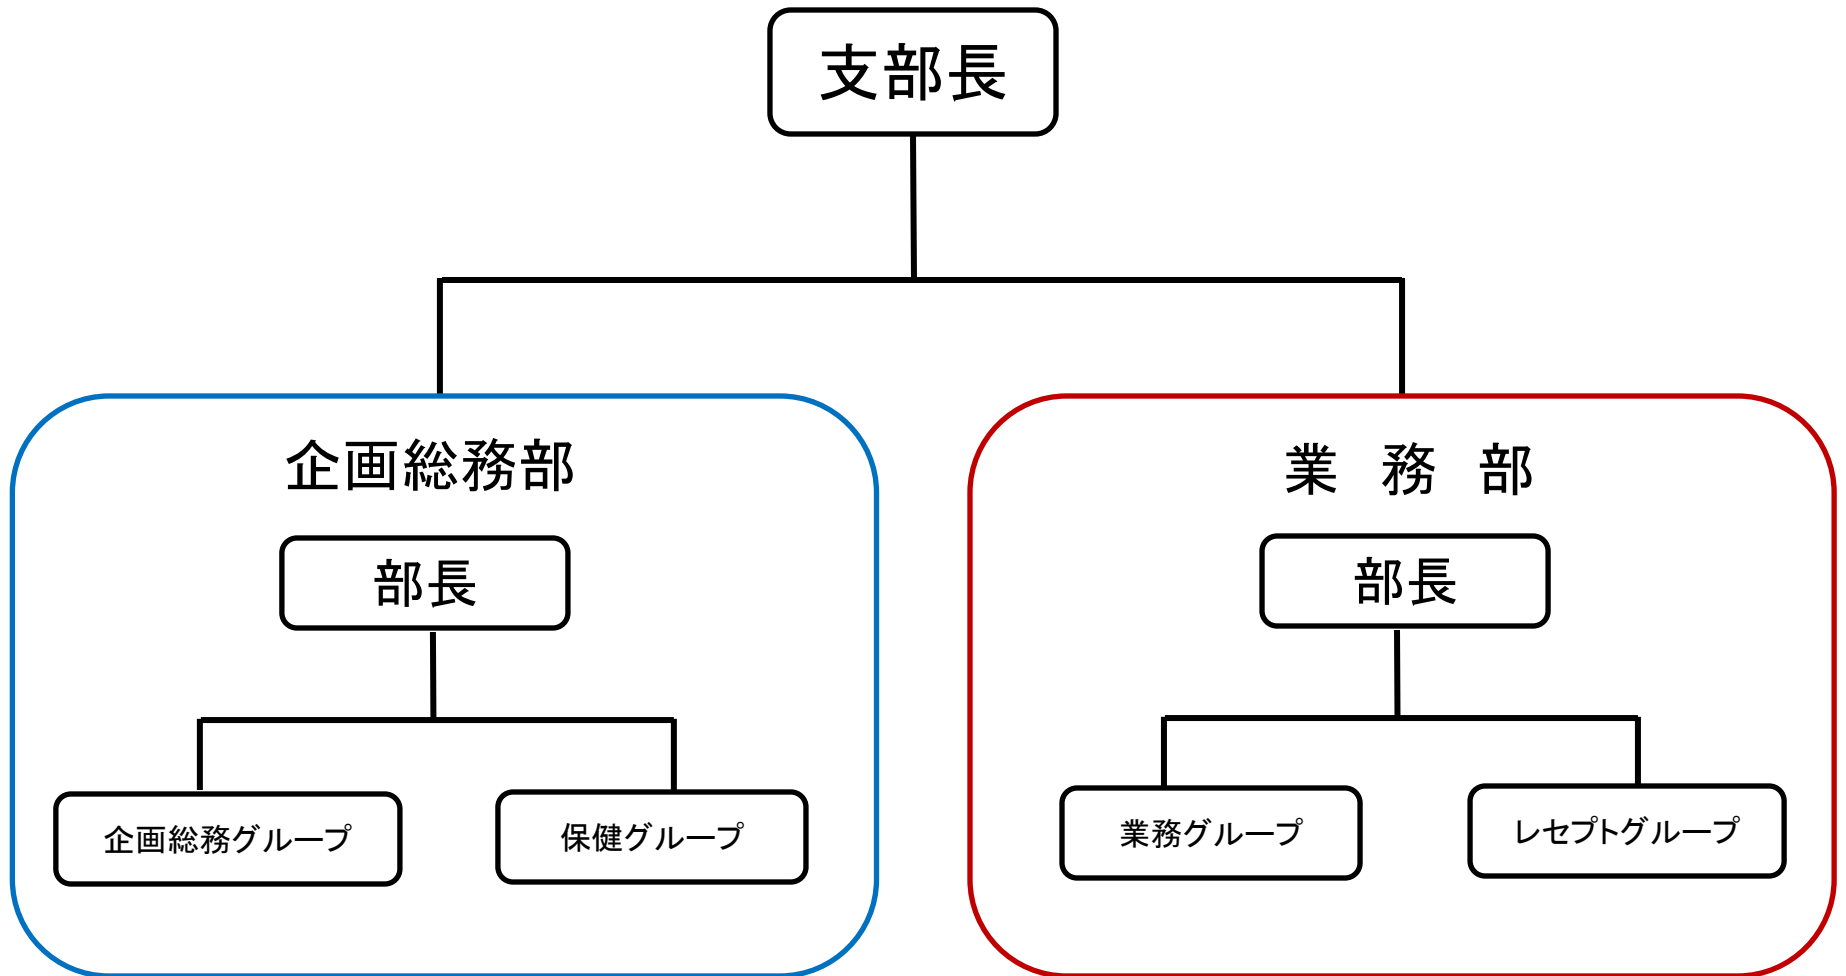 支部長
企画総務部
部長
企画総務グループ
保健グループ
業　務　部
部長
業務グループ
レセプトグループ